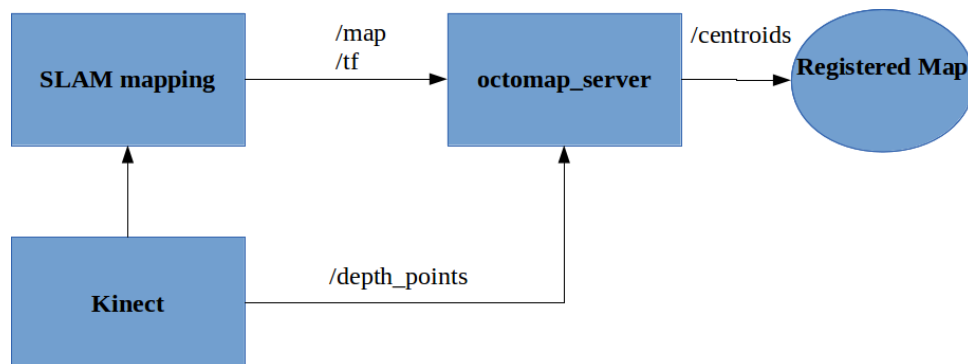 SLAM mapping
/map
/tf
octomap_server
/centroids
Registered Map
Kinect
/depth_points